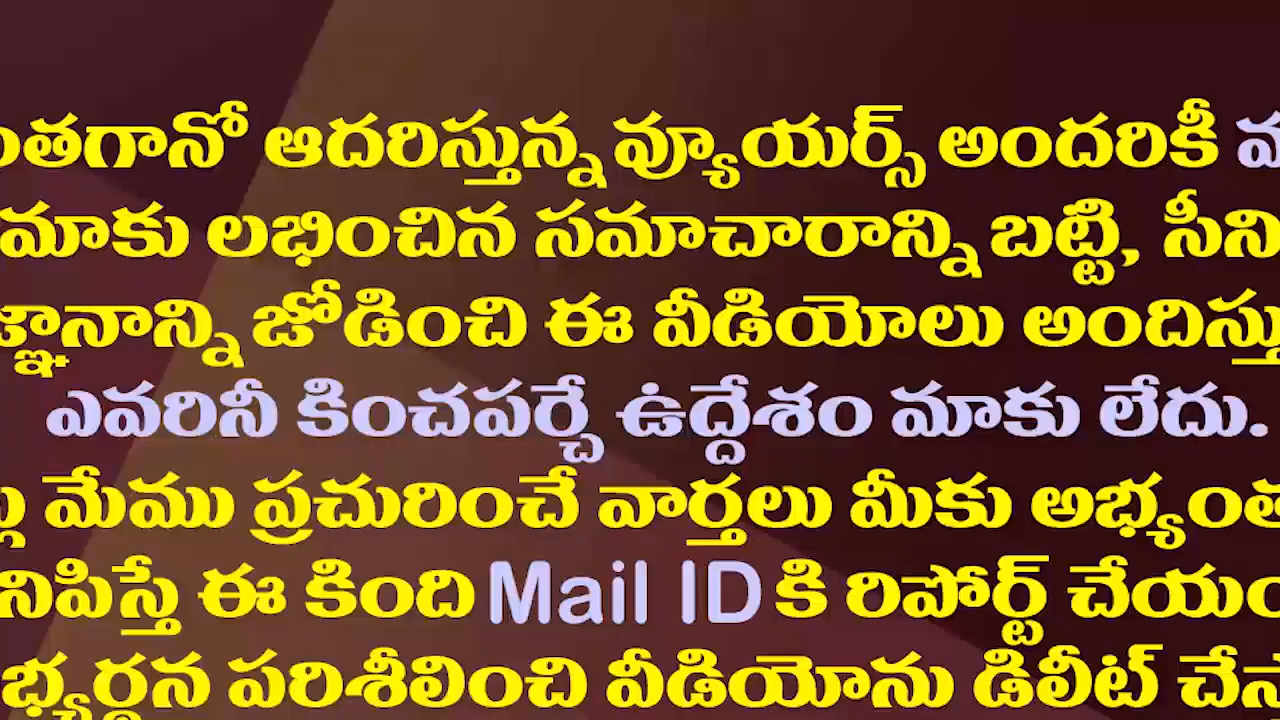 ఆదరిస్తున్న వ్యూయర్స్ అందరికీ
మాకు లభించిన సమాచారాన్ని బట్టి,
జోడించి ఈ వీడియోలు
ఎవరినీ కించపర్చే ఉద్దేశం మాకు లేదు.
మేము ప్రచురించే వార్తలు మీకు
ఈ కింది Mail ID కి రిపోర్ట్
పరిశీలించి వీడియోను డిలీట్